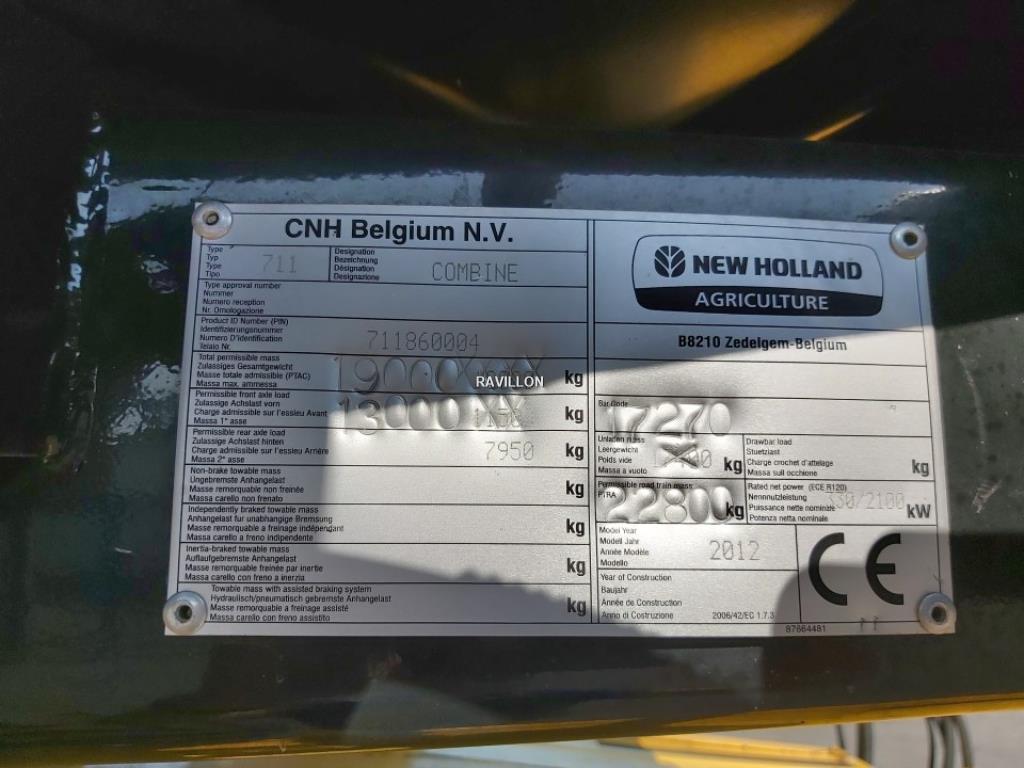 CNH Belgium N.V.
Type
Typ
Type
Tipo
711
Designation
Bezeichnung
Désignation
Designazione
COMBINE
Type approval number
Nummer
Numero reception
Nr. Omologazione
Product ID Number (PIN)
Identifizierungsnummer
Numero D'identification
Telaio Nr.
711860004
Total permissible mass
Zulassiges Gesamtgewicht
Masse totale admissible (PTAC)
Massa max. ammessa
19000XXXX
kg
RAVILLON
Permissible front axle load
Zulassige Achslast vorn
Charge admissible sur l'essieu Avant
Massa 1° asse
13000XX
kg
Permissible rear axle load
Zulassige Achslast hinten
Charge admissible sur l'essieu Arrière
Massa 2° asse
7950 kg
Non-brake towable mass
Ungebremste Anhangelast
Masse remorquable non freinée
Massa carello non frenato
kg
Independently braked towable mass
Anhangelast fur unabhangige Bremsung
Masse remorquable a freinage indépendant
Massa carello con freno indipendente
kg
Inertia-braked towable mass
Auflaufgebremste Anhangelast
Masse remorquable freinée par inertie
Massa carello con freno a inerzia
kg
Towable mass with assisted braking system
Hydraulisch/pneumatisch gebremste Anhangelast
Masse remorquable a freinage assisté
Massa carello con freno assistito
kg
NEW HOLLAND
AGRICULTURE
B8210 Zedelgem-Belgium
Bar Code
17270
Unladen mass
Leergewicht
Poids vide
Massa a vuoto
kg
Drawbar load
Stuetzlast
Charge crochet d'attelage
Massa sull occhione
kg
Permissible road train mass
PTRA
22800 kg
Rated net power (ECE R120)
Nennnutzleistung
Puissance nette nominale
Potenza netta nominale
330/2100 kW
Model Year
Modell Jahr
Année Modèle
Modello
2012
Year of Construction
Baujahr
Année de Construction
Anno di Costruzione
2006/42/EC 1.7.3
CE
87664481
11